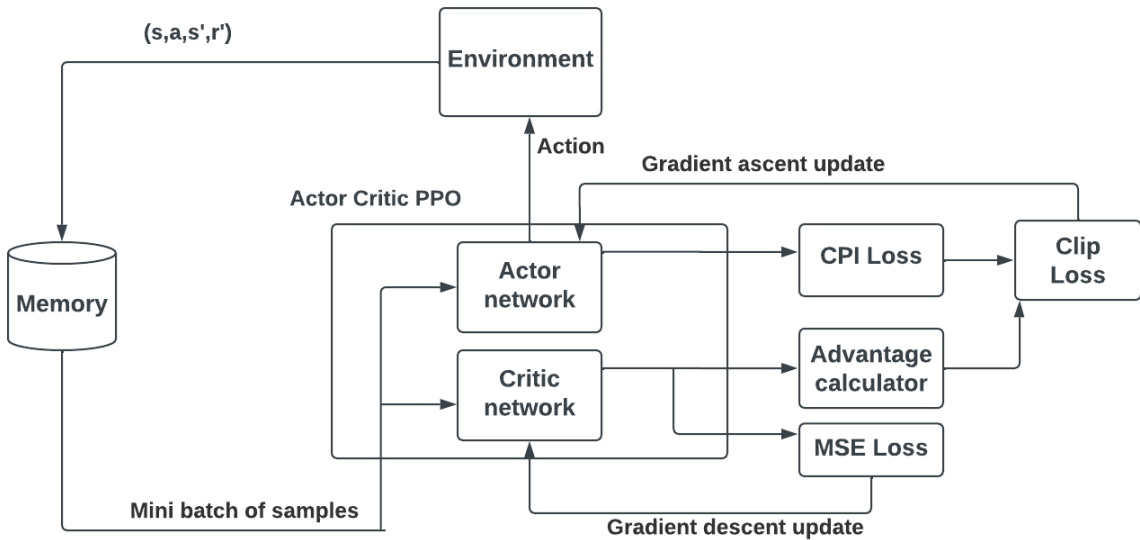 (s,a,s',r')
Environment
Action
Gradient ascent update
Actor Critic PPO
Actor
network
CPI Loss
Clip
Loss
Memory
Critic
network
Advantage
calculator
MSE Loss
Mini batch of samples
Gradient descent update